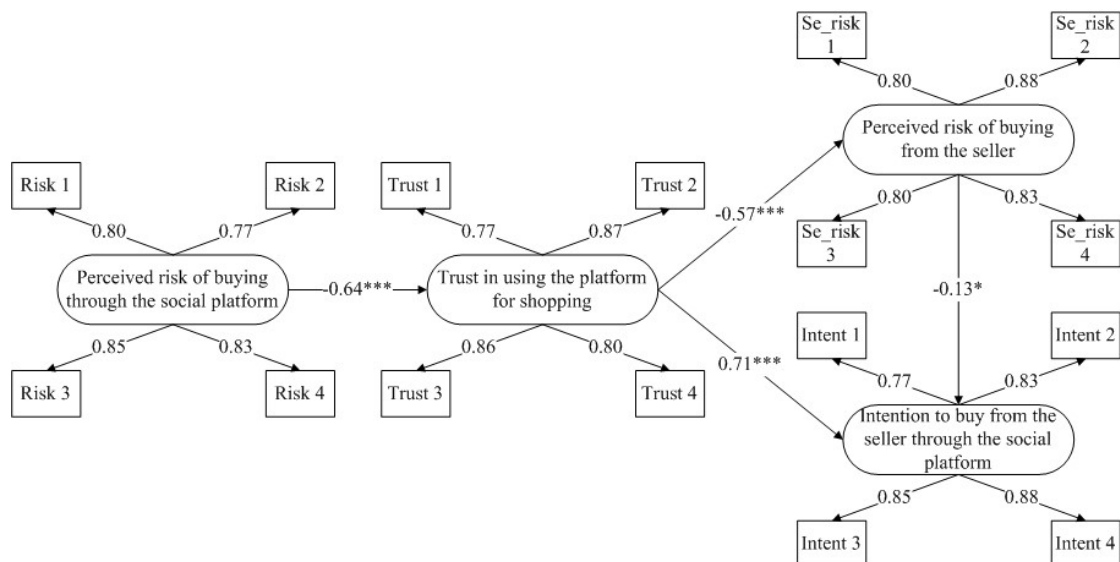 Se_risk
1
Se_risk
2
0.80
0.88
Perceived risk of buying
from the seller
0.80
0.83
Se_risk
3
Se_risk
4
Risk 1
Risk 2
0.80
0.77
Perceived risk of buying
through the social platform
0.85
0.83
Risk 3
Risk 4
-0.64***
Trust 1
Trust 2
0.77
0.87
Trust in using the platform
for shopping
0.86
0.80
Trust 3
Trust 4
-0.57***
0.71***
-0.13*
Intent 1
Intent 2
0.77
0.83
Intention to buy from the
seller through the social
platform
0.85
0.88
Intent 3
Intent 4